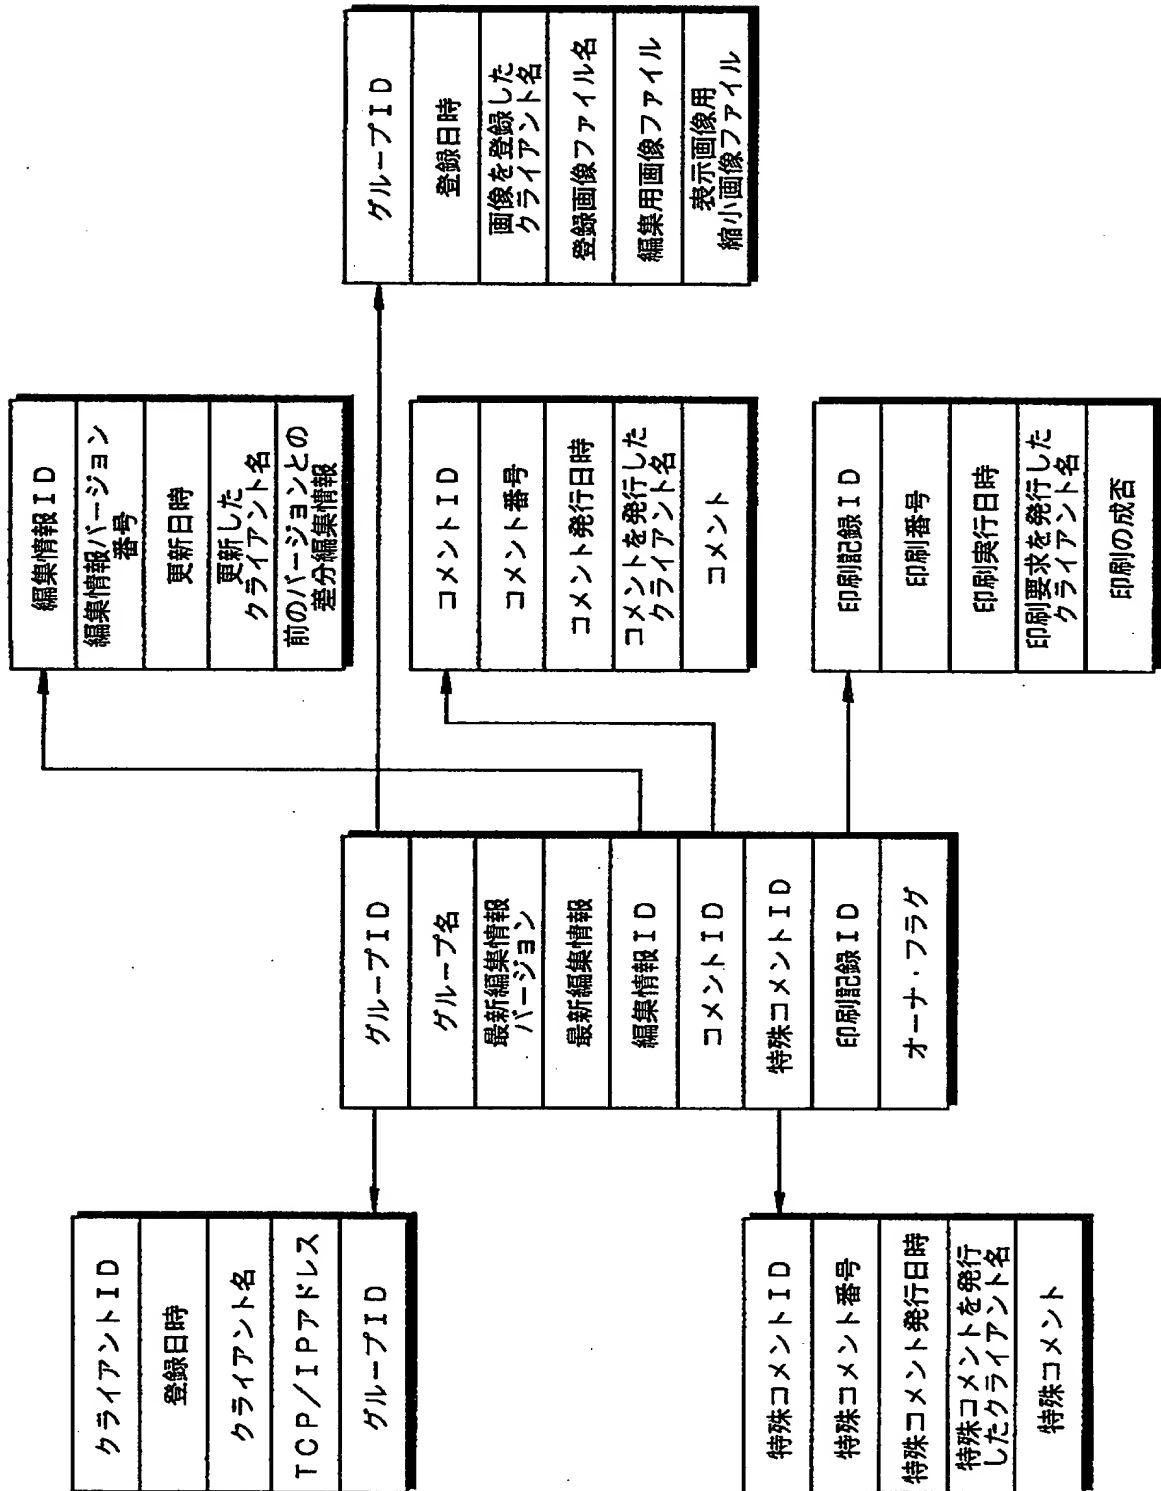 クライアントID
登録日時
クライアント名
TCP/IPアドレス
グループID
特殊コメントID
特殊コメント番号
特殊コメント発行日時
特殊コメントを発行
したクライアント名
特殊コメント
グループID
グループ名
最新編集情報
バージョン
最新編集情報
編集情報ID
コメントID
特殊コメントID
印刷記録ID
オーナ・フラグ
編集情報ID
編集情報バージョン
番号
更新日時
更新した
クライアント名
前のバージョンとの
差分編集情報
コメントID
コメント番号
コメント発行日時
コメントを発行した
クライアント名
コメント
印刷記録ID
印刷番号
印刷実行日時
印刷要求を発行した
クライアント名
印刷の成否
グループID
登録日時
画像を登録した
クライアント名
登録画像ファイル名
編集用画像ファイル
表示画像用
縮小画像ファイル